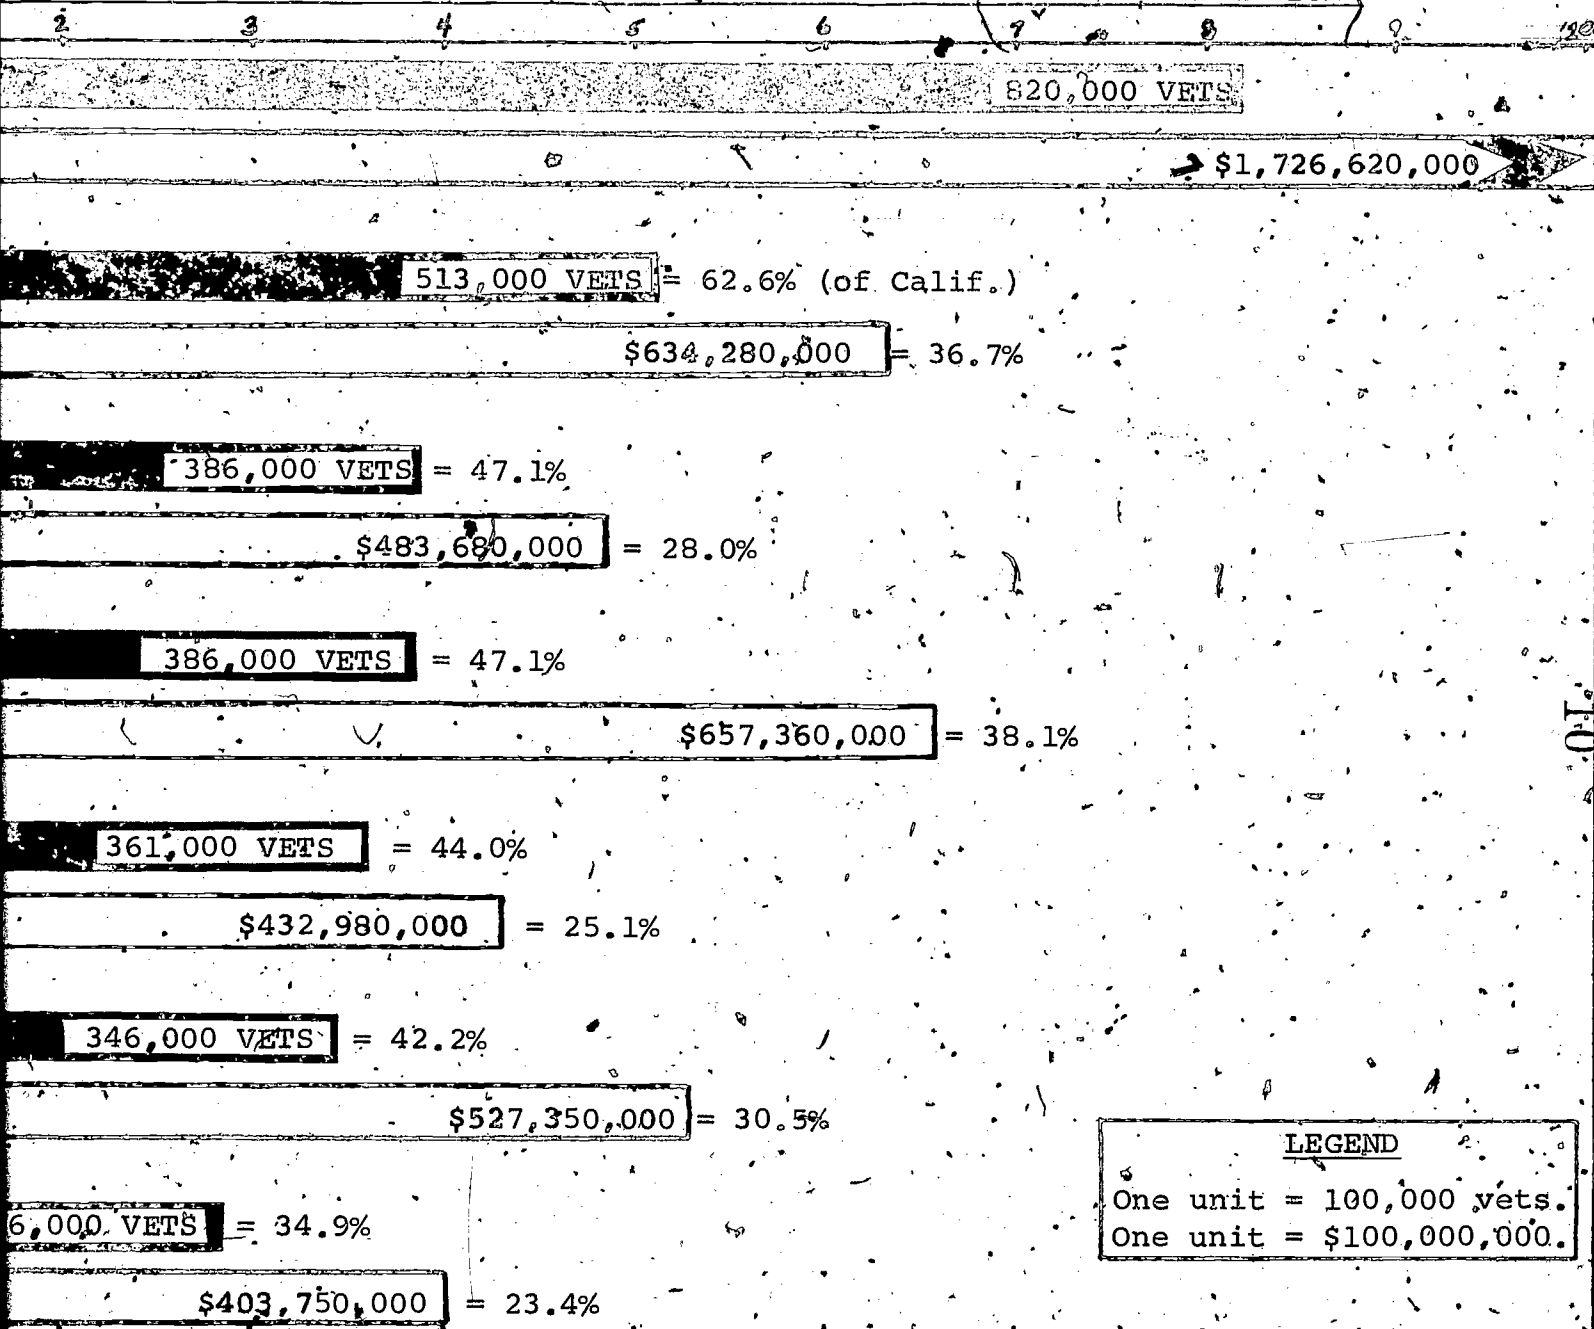 2 3 4 5 6 7 8 9 10
820,000 VETS
$1,726,620,000
513,000 VETS = 62.6% (of Calif.)
$634,280,000 = 36.7%
386,000 VETS = 47.1%
$483,680,000 = 28.0%
386,000 VETS = 47.1%
$657,360,000 = 38.1%
10
361,000 VETS = 44.0%
$432,980,000 = 25.1%
346,000 VETS = 42.2%
$527,350,000 = 30.5%
6,000 VETS = 34.9%
$403,750,000 = 23.4%
LEGEND
One unit = 100,000 vets.
One unit = $100,000,000.